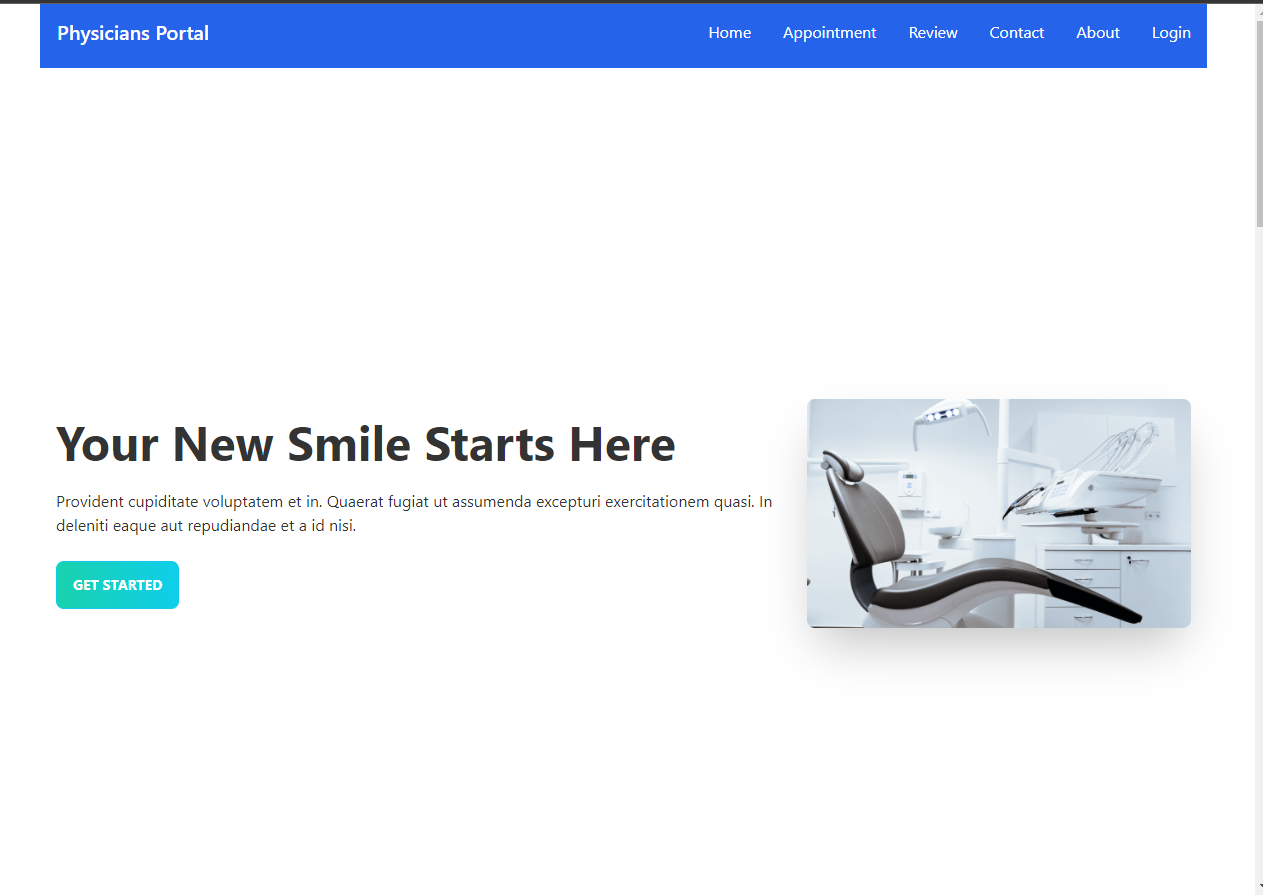 Physicians Portal
Home Appointment Review Contact About Login
Your New Smile Starts Here
Provident cupiditate voluptatem et in. Quaerat fugiat ut assumenda excepturi exercitationem quasi. In
deleniti eaque aut repudiandae et a id nisi.
GET STARTED